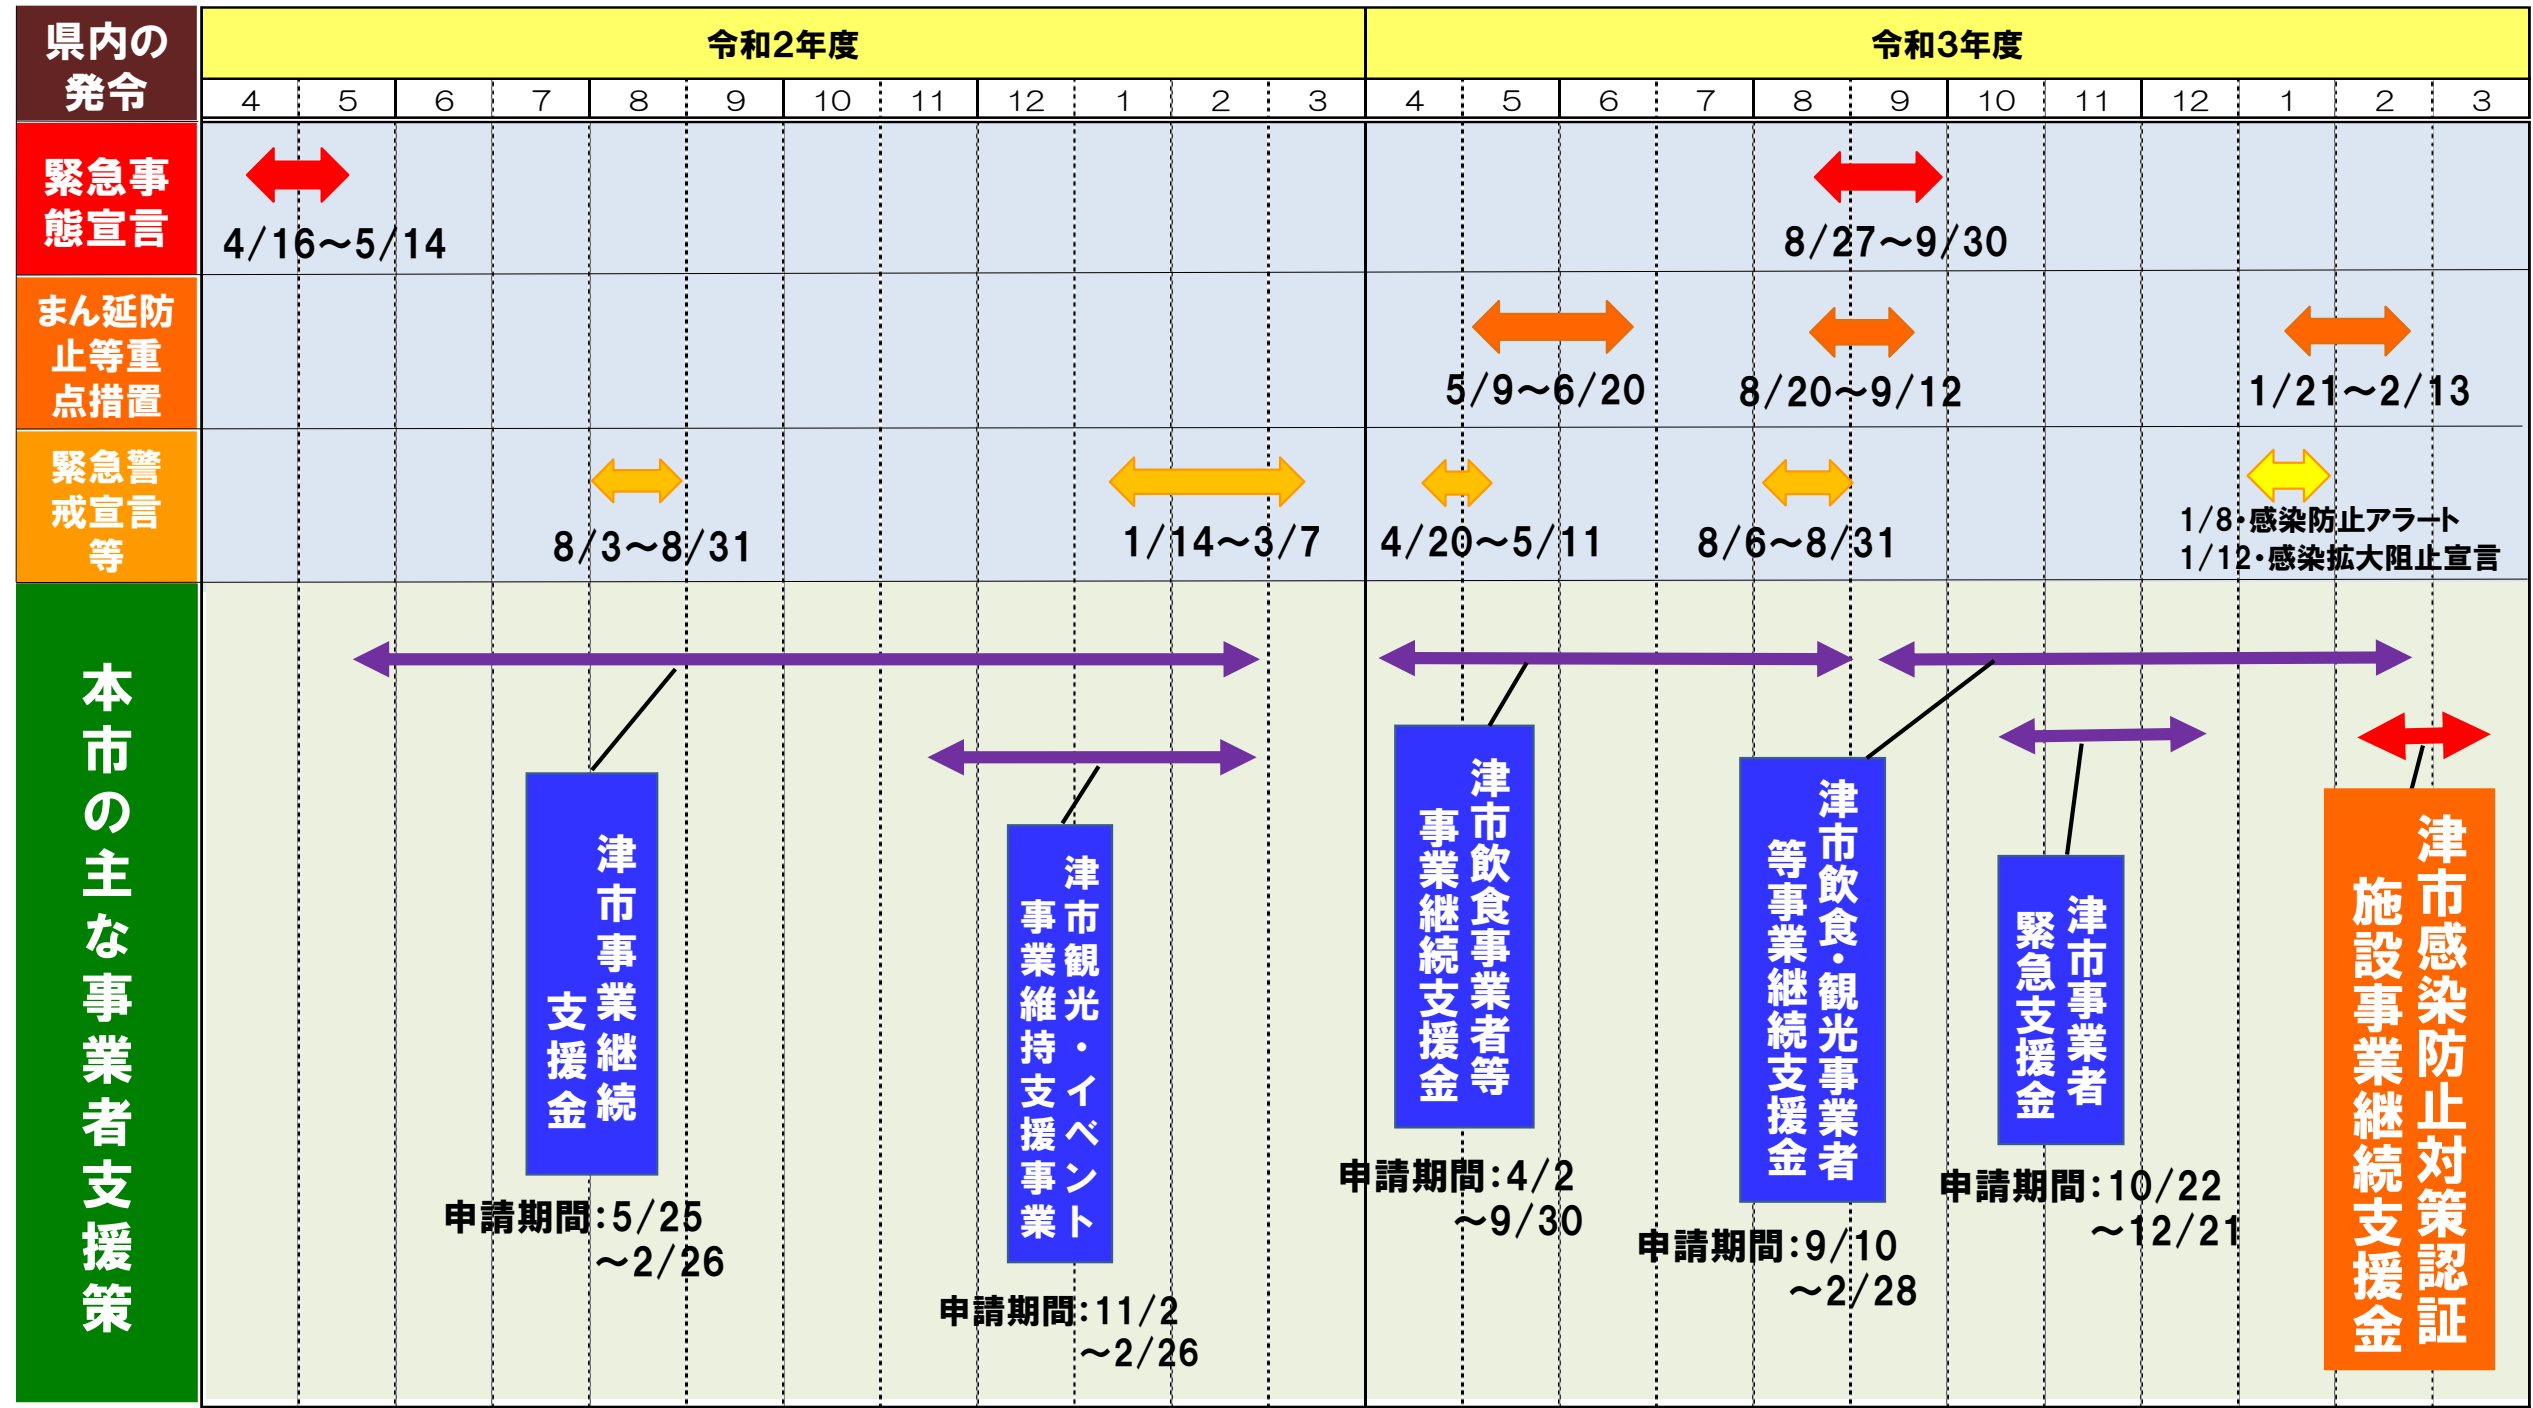 県内の
発令
令和2年度
令和3年度
4 5 6 7 8 9 10 11 12 1 2 3 4 5 6 7 8 9 10 11 12 1 2 3
緊急事
態宣言
4/16～5/14
8/27～9/30
まん延防
止等重
点措置
5/9～6/20
8/20～9/12
1/21～2/13
緊急警
戒宣言
等
8/3～8/31
1/14～3/7
4/20～5/11
8/6～8/31
1/8・感染防止アラート
1/12・感染拡大阻止宣言
本市の主な事業者支援策
津市事業継続
支援金
申請期間：5/25
～2/26
津市観光・イベント
事業維持支援事業
申請期間：11/2
～2/26
津市飲食事業者等
事業継続支援金
申請期間：4/2
～9/30
津市飲食・観光事業者
等事業継続支援金
申請期間：9/10
～2/28
津市事業者
緊急支援金
申請期間：10/22
～12/21
津市感染防止対策認証
施設事業継続支援金